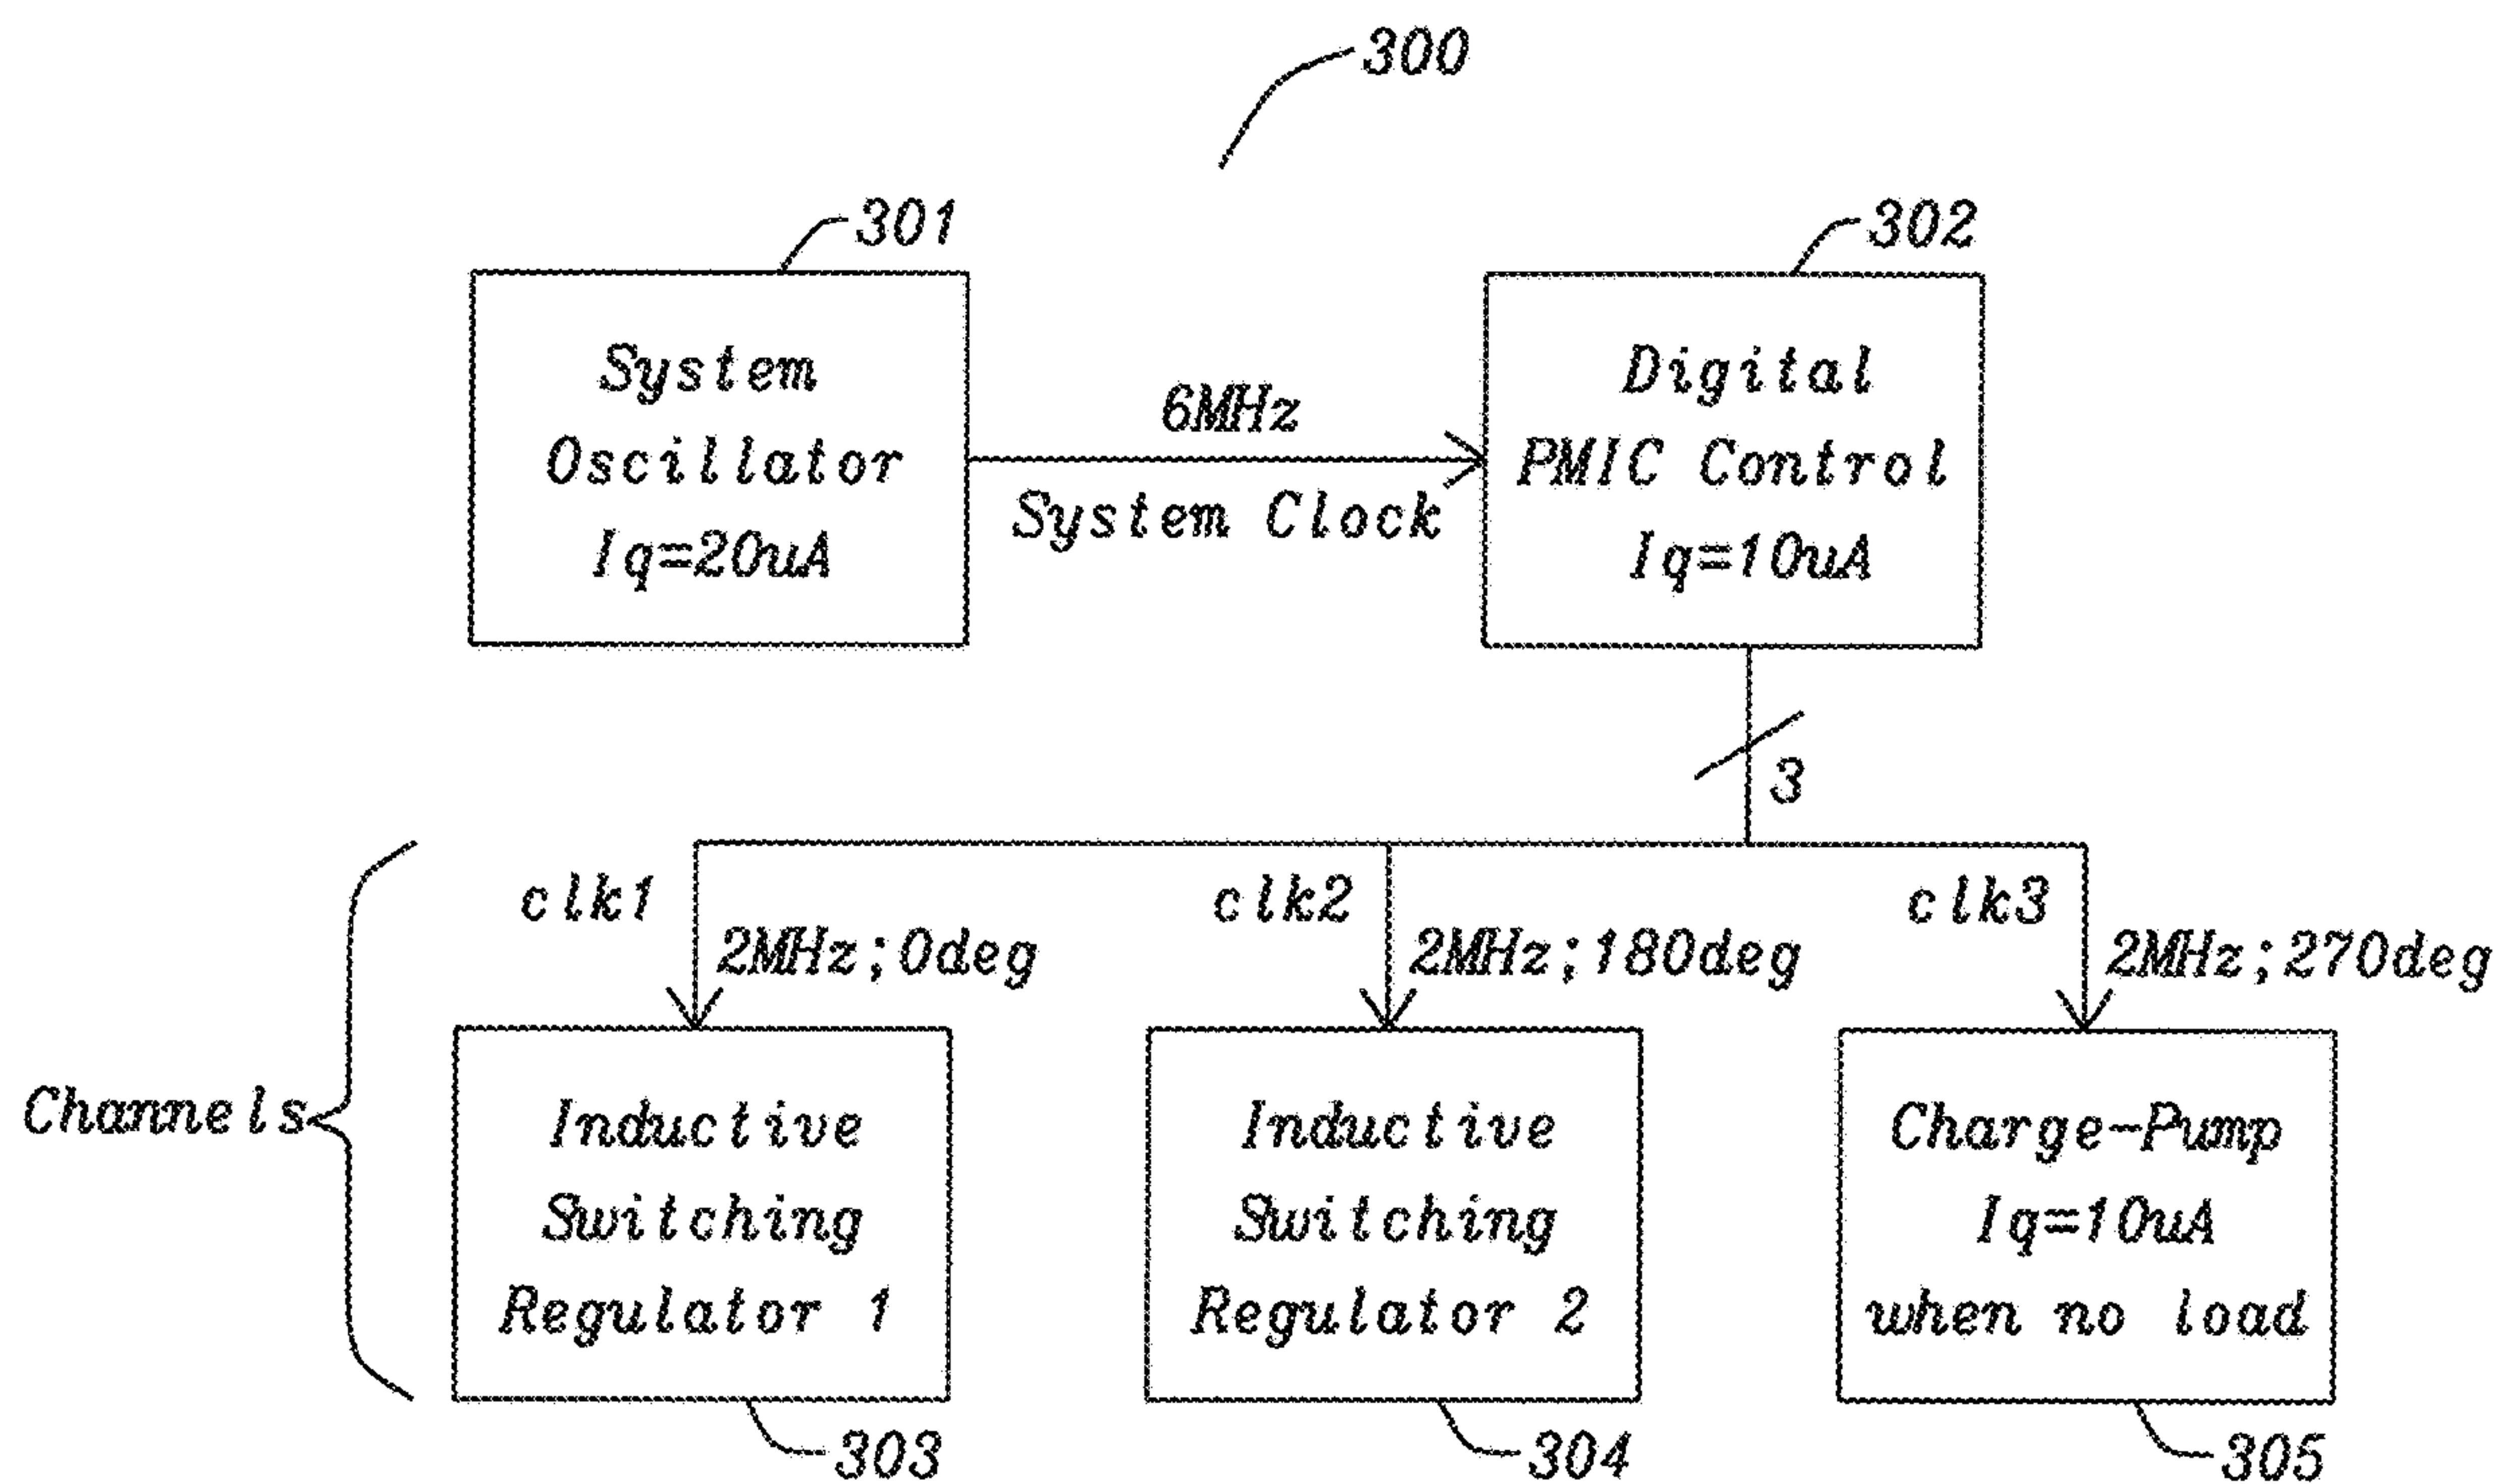 300
301
302
System
Oscillator
Iq=20uA
6MHz
System Clock
Digital
PMIC Control
Iq=10uA
3
clk1
2MHz;0deg
clk2
2MHz;180deg
clk3
2MHz;270deg
Channels
Inductive
Switching
Regulator 1
Inductive
Switching
Regulator 2
Charge-Pump
Iq=10uA
when no load
303
304
305